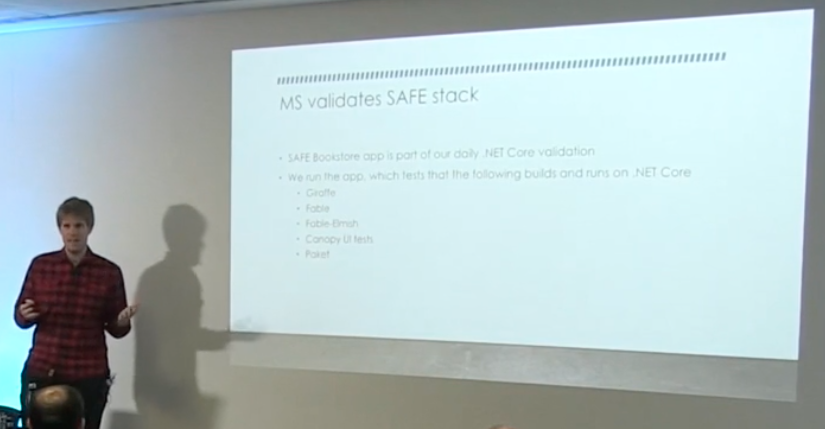 MS validates SAFE stack
SAFE Bookstore app is part of our daily .NET Core validation
We run the app, which tests that the following builds and runs on .NET Core
Giraffe
Fable
Fable-Elmish
Canopy UI tests
Paket